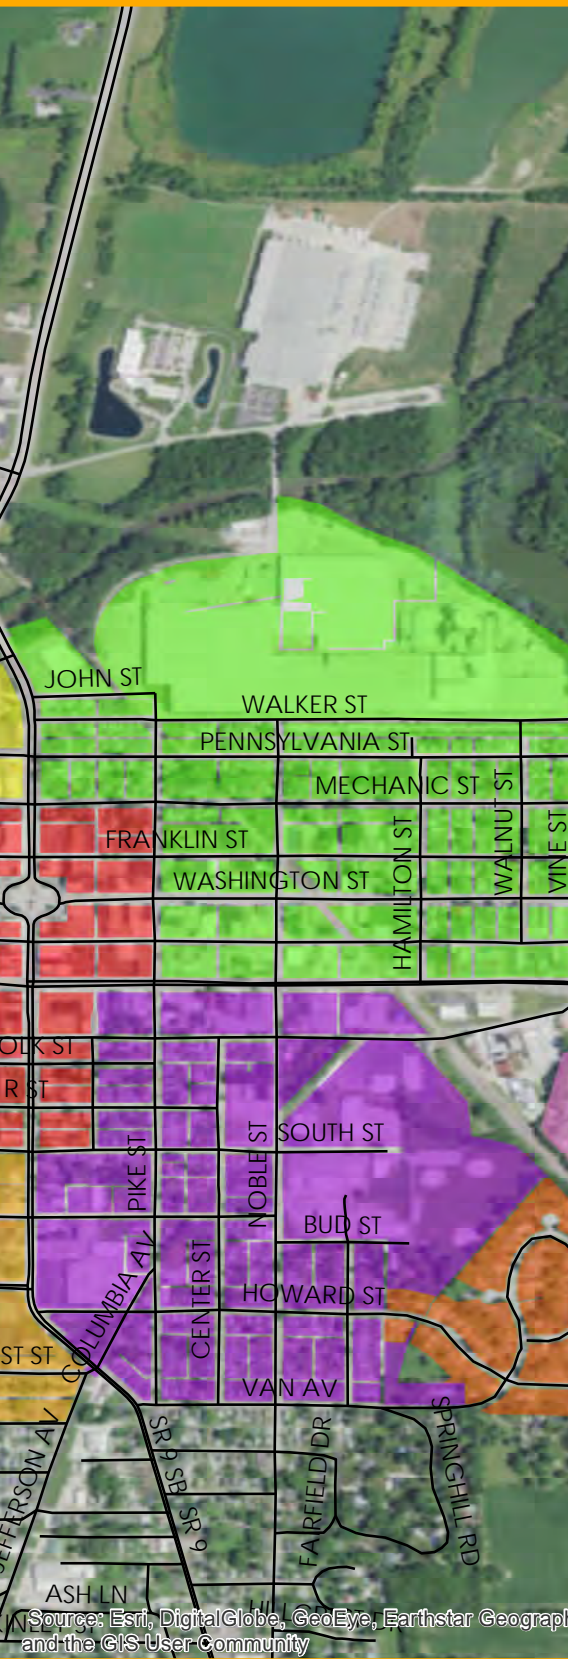 JOHN ST
WALKER ST
PENNSYLVANIA ST
MECHANIC ST
WALNUT ST
VINE ST
FRANKLIN ST
HAMILTON ST
WASHINGTON ST
OLK ST
R ST
SOUTH ST
PIKE ST
NOBLE ST
BUD ST
COLUMBIA AV
CENTER ST
HOWARD ST
ST ST
VAN AV
JEFFERSON AV
SR 9 SB
SR 9
FAIRFIELD DR
SPRINGHILL RD
ASH LN
Source: Esri, DigitalGlobe, GeoEye, Earthstar Geograph
and the GIS User Community